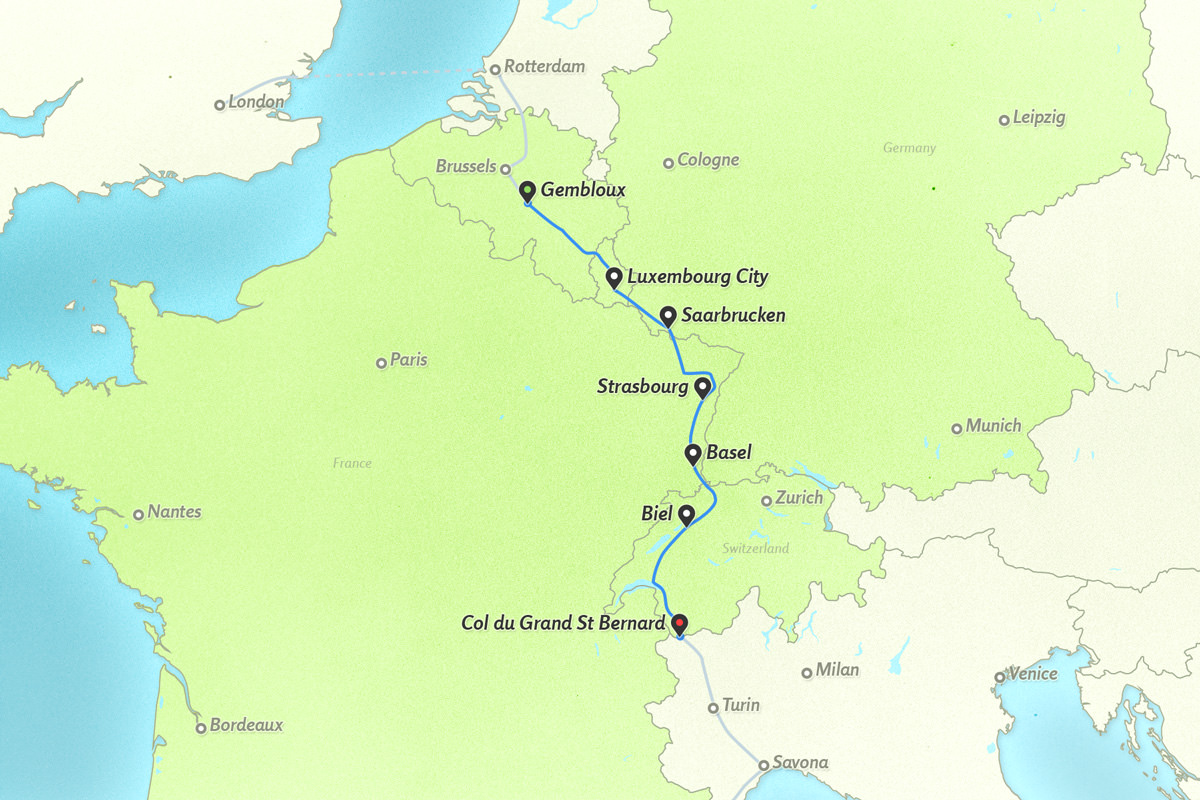 Rotterdam
London
Leipzig
Germany
Cologne
Brussels
Gembloux
Luxembourg City
Saarbrucken
Paris
Strasbourg
Munich
Basel
France
Zurich
Nantes
Biel
Switzerland
Col du Grand St Bernard
Milan
Venice
Turin
Bordeaux
Savona